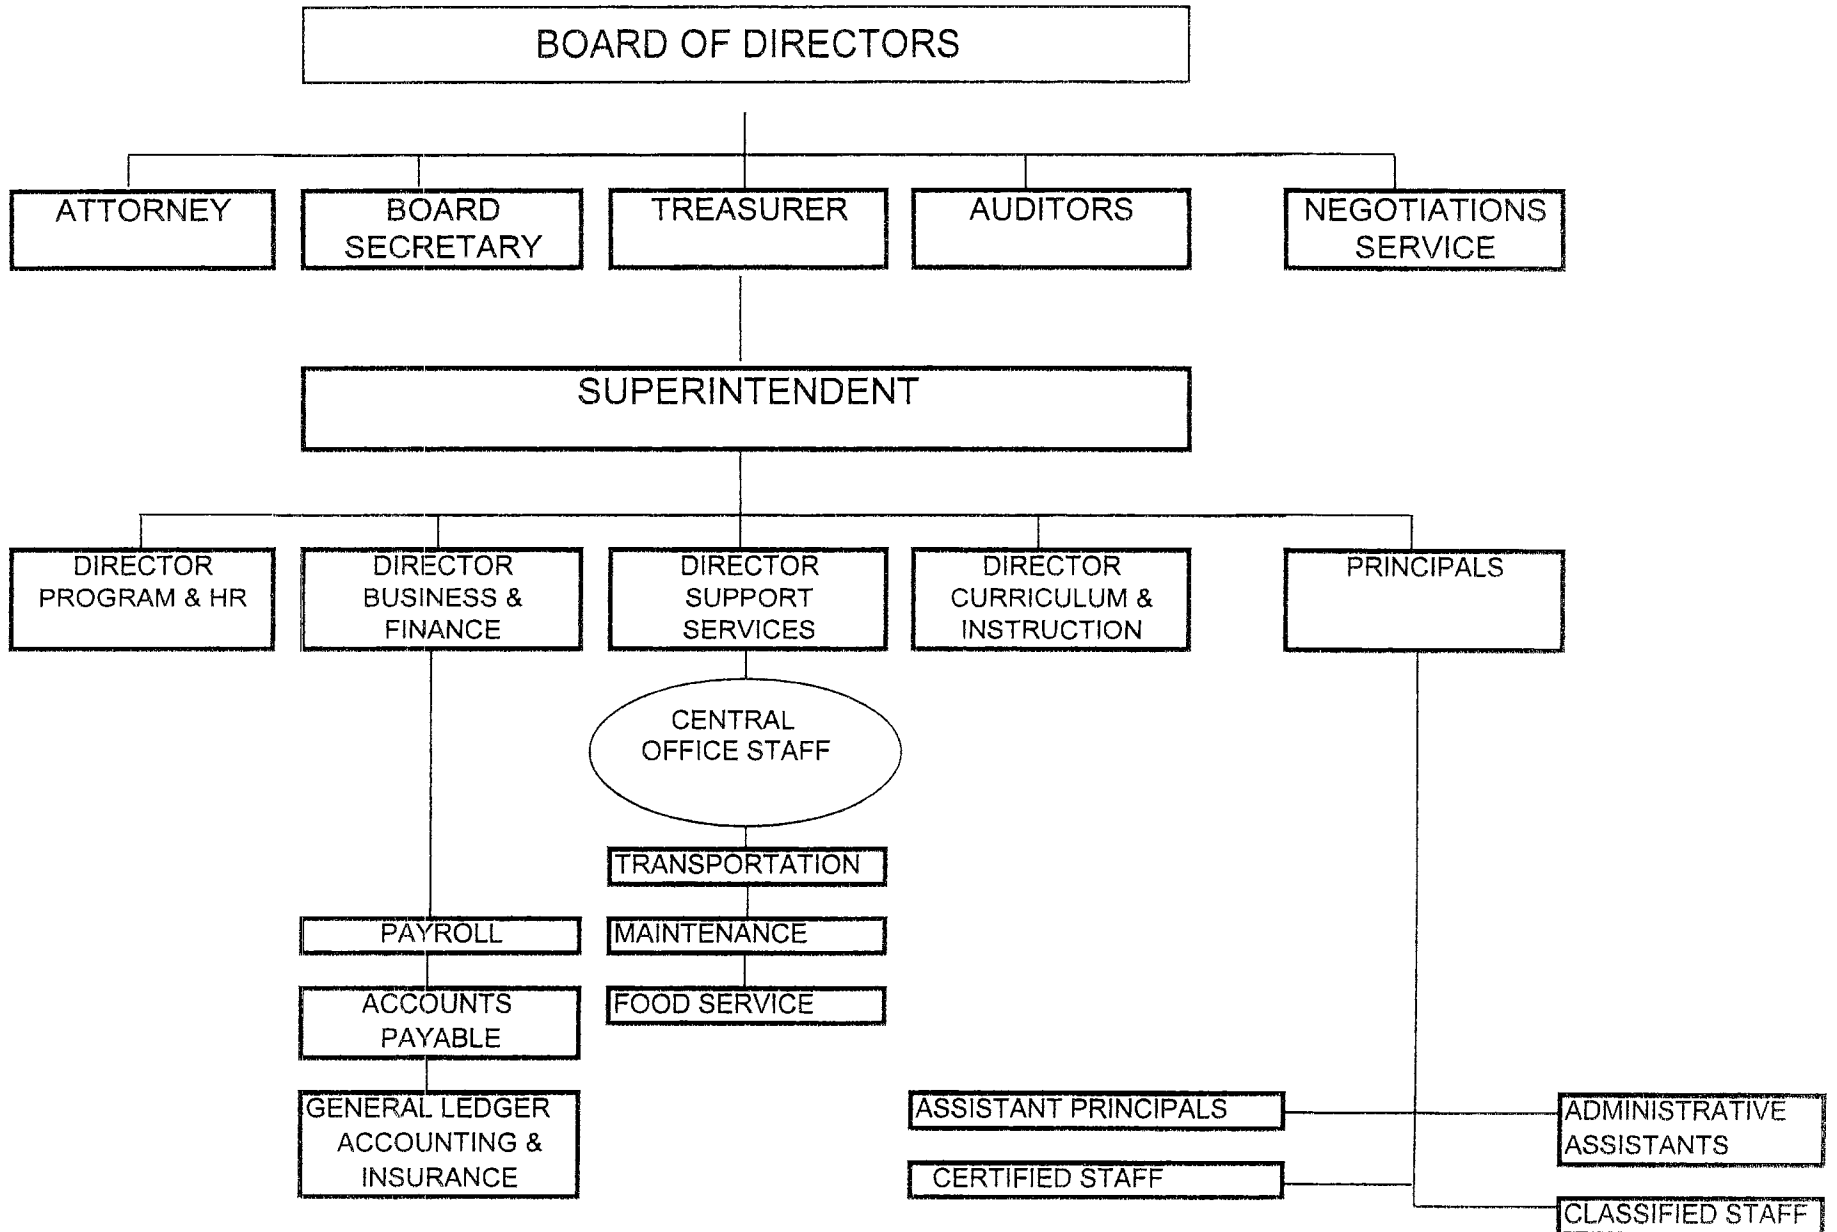 BOARD OF DIRECTORS
ATTORNEY
BOARD
SECRETARY
TREASURER
AUDITORS
NEGOTIATIONS
SERVICE
SUPERINTENDENT
DIRECTOR
PROGRAM & HR
DIRECTOR
BUSINESS &
FINANCE
DIRECTOR
SUPPORT
SERVICES
DIRECTOR
CURRICULUM &
INSTRUCTION
PRINCIPALS
CENTRAL
OFFICE STAFF
TRANSPORTATION
PAYROLL
MAINTENANCE
ACCOUNTS
PAYABLE
FOOD SERVICE
GENERAL LEDGER
ACCOUNTING &
INSURANCE
ASSISTANT PRINCIPALS
ADMINISTRATIVE
ASSISTANTS
CERTIFIED STAFF
CLASSIFIED STAFF